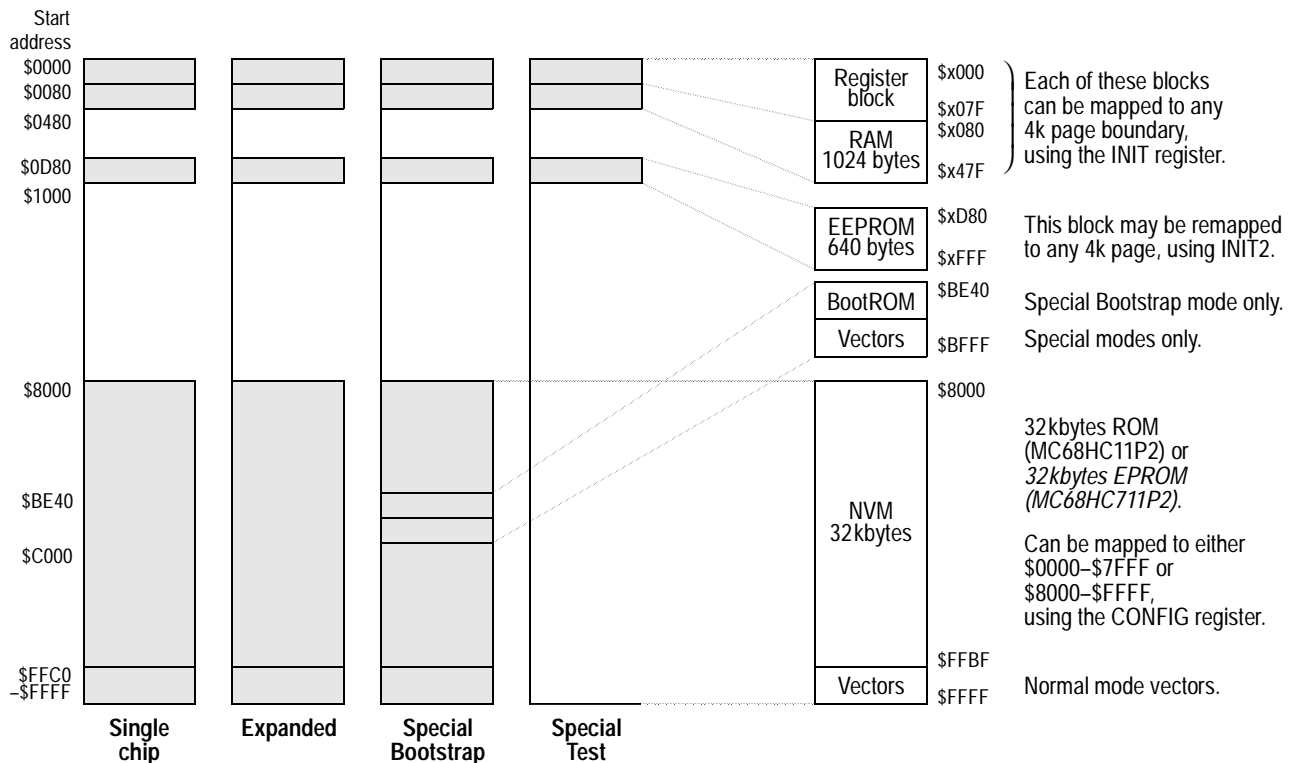 Start
address
$0000
$0080
$0480
$0D80
$1000
$8000
$BE40
$C000
$FFC0
–$FFFF
Single
chip
Expanded
Special
Bootstrap
Special
Test
Register
block
$x000
$x07F
RAM
1024 bytes
$x080
$x47F
Each of these blocks
can be mapped to any
4k page boundary,
using the INIT register.
EEPROM
640 bytes
$xD80
$xFFF
This block may be remapped
to any 4k page, using INIT2.
BootROM
$BE40
Special Bootstrap mode only.
Vectors
$BFFF
Special modes only.
$8000
NVM
32kbytes
32kbytes ROM
(MC68HC11P2) or
32kbytes EPROM
(MC68HC711P2).
Can be mapped to either
$0000–$7FFF or
$8000–$FFFF,
using the CONFIG register.
$FFBF
Vectors
$FFFF
Normal mode vectors.